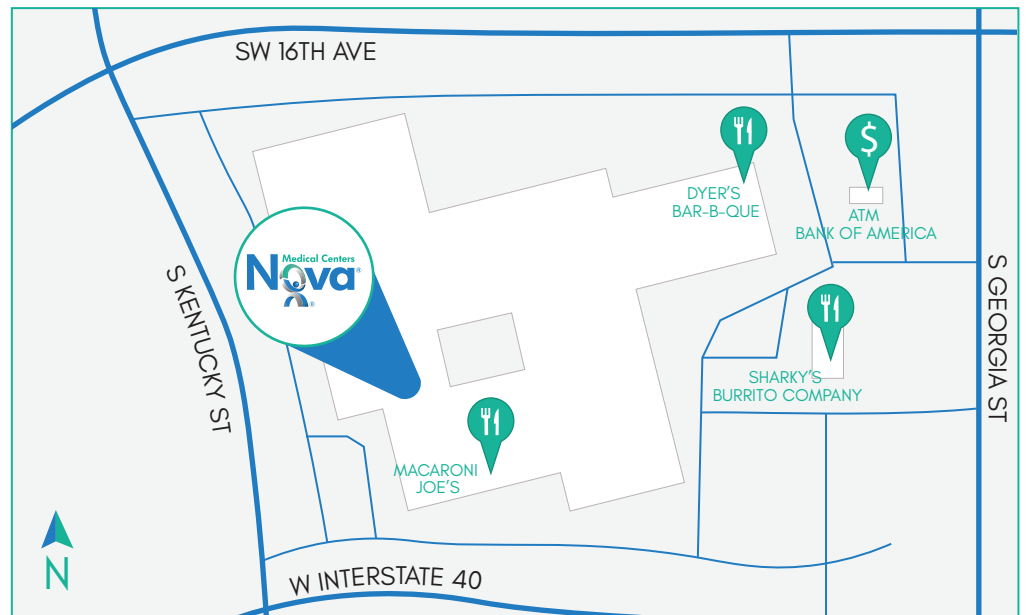 SW 16TH AVE
DYER'S
BAR-B-QUE
$
ATM
BANK OF AMERICA
Medical Centers
Nova®
®
S KENTUCKY ST
S GEORGIA ST
SHARKY'S
BURRITO COMPANY
MACARONI
JOE'S
N
W INTERSTATE 40